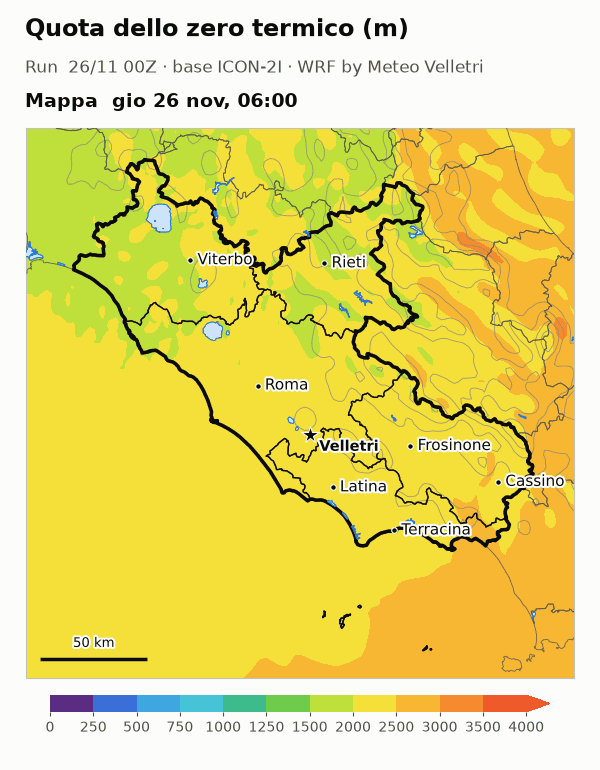 Quota dello zero termico (m)
Run  26/11 00Z · base ICON-2I · WRF by Meteo Velletri
Mappa  gio 26 nov, 06:00
Viterbo
Rieti
Roma
Velletri
Frosinone
Cassino
Latina
Terracina
50 km
0 250 500 750 1000 1250 1500 2000 2500 3000 3500 4000